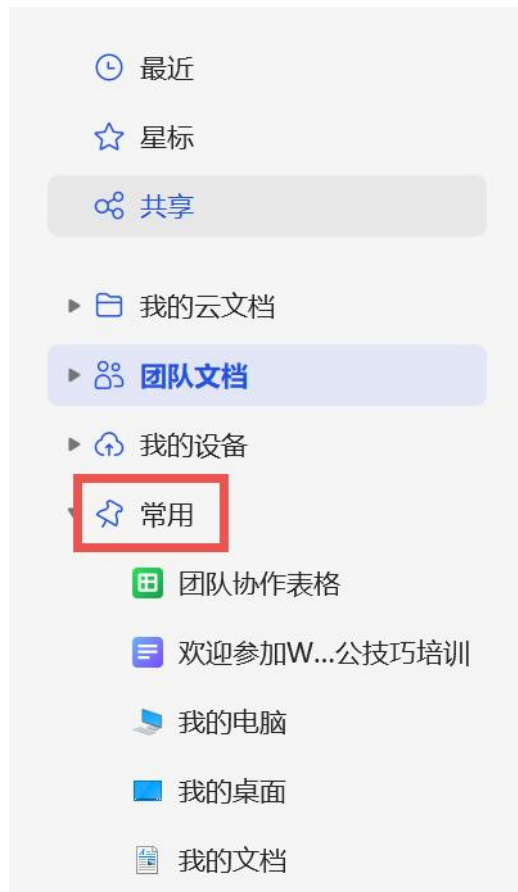 最近
星标
共享
我的云文档
团队文档
我的设备
常用
团队协作表格
欢迎参加W...公技巧培训
我的电脑
我的桌面
我的文档